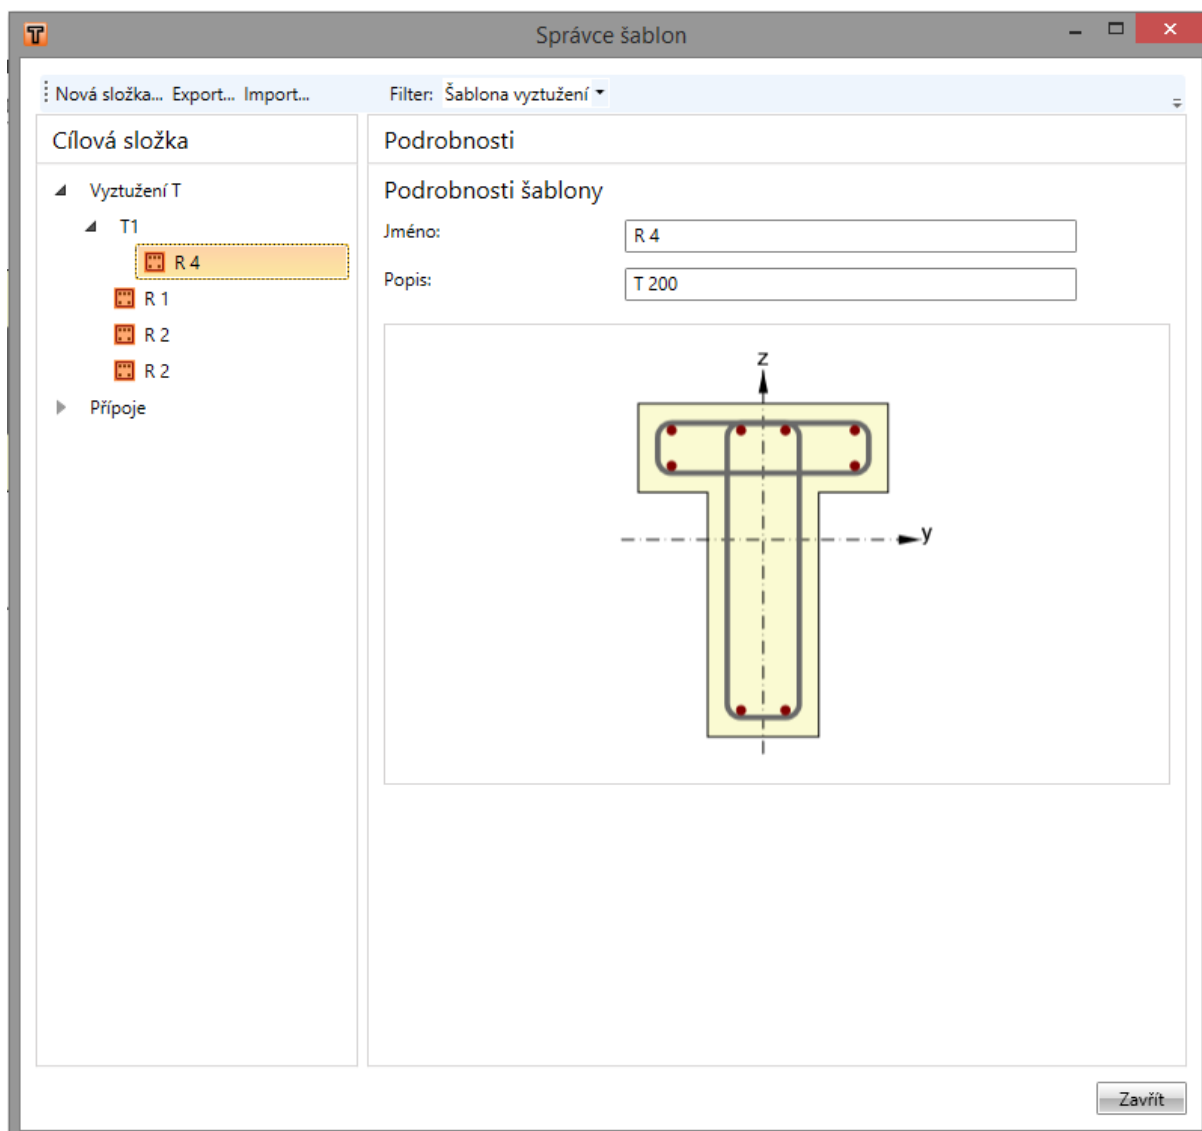 T
Správce šablon
Nová složka... Export... Import... Filter: Šablona vyztužení
Cílová složka
Podrobnosti
Vyztužení T
T1
R 4
R 1
R 2
R 2
Přípoje
Podrobnosti šablony
Jméno: R 4
Popis: T 200
z
y
Zavřít